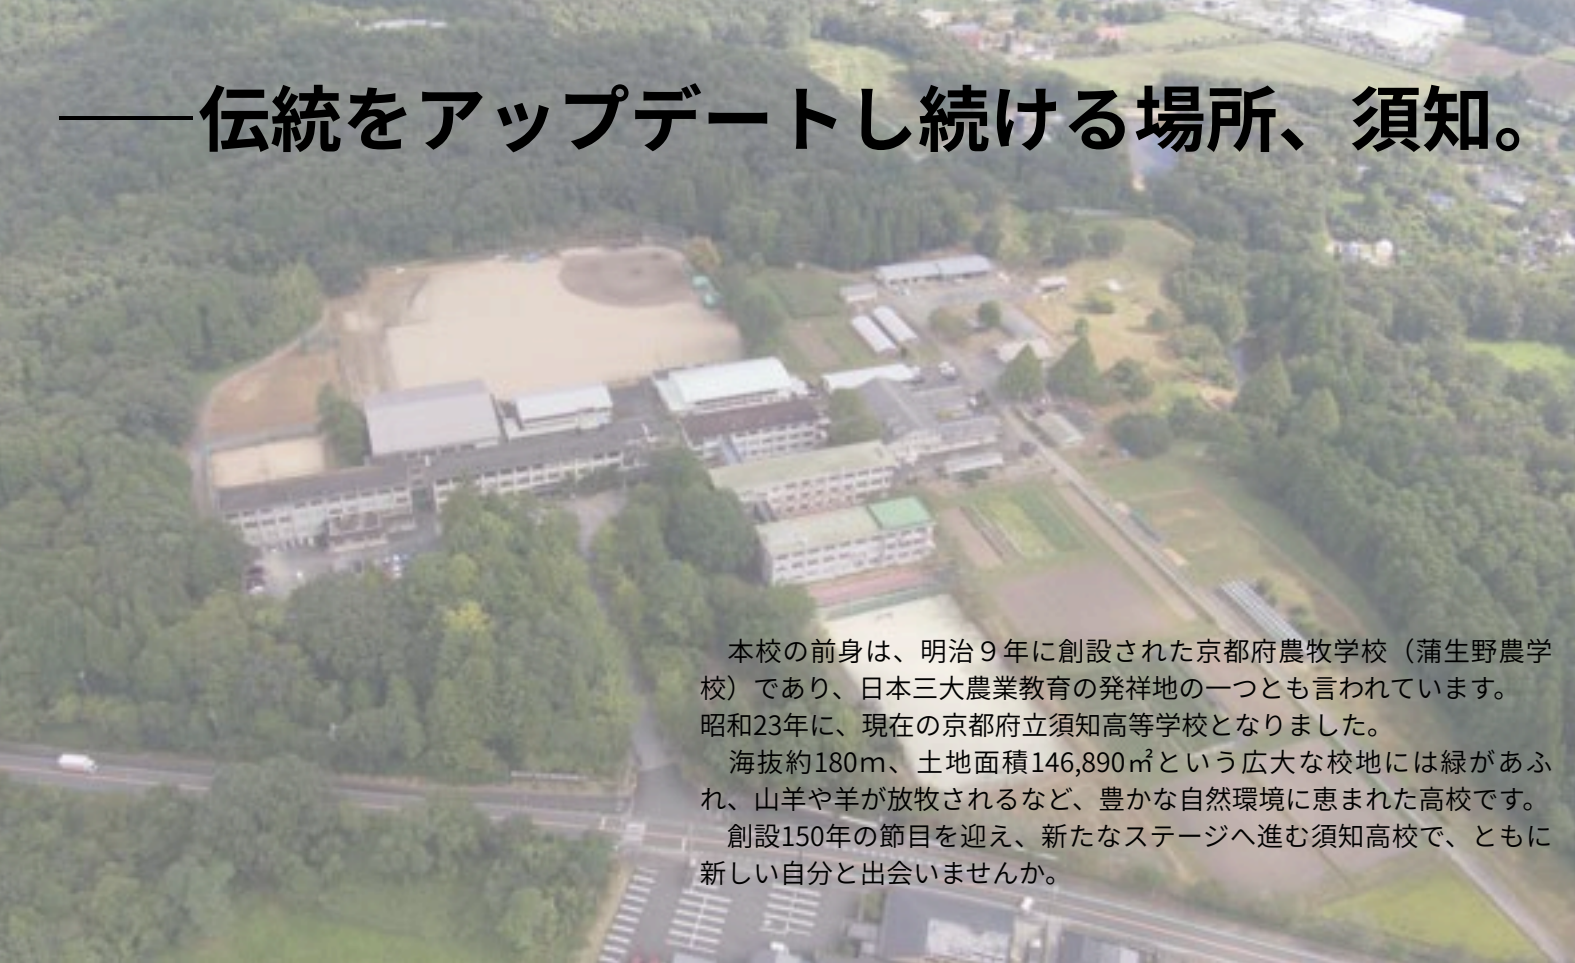 ――伝統をアップデートし続ける場所、須知。
　本校の前身は、明治９年に創設された京都府農牧学校（蒲生野農学
校）であり、日本三大農業教育の発祥地の一つとも言われています。
昭和23年に、現在の京都府立須知高等学校となりました。
　海抜約180ｍ、土地面積146,890㎡という広大な校地には緑があふ
れ、山羊や羊が放牧されるなど、豊かな自然環境に恵まれた高校です。
　創設150年の節目を迎え、新たなステージへ進む須知高校で、ともに
新しい自分と出会いませんか。